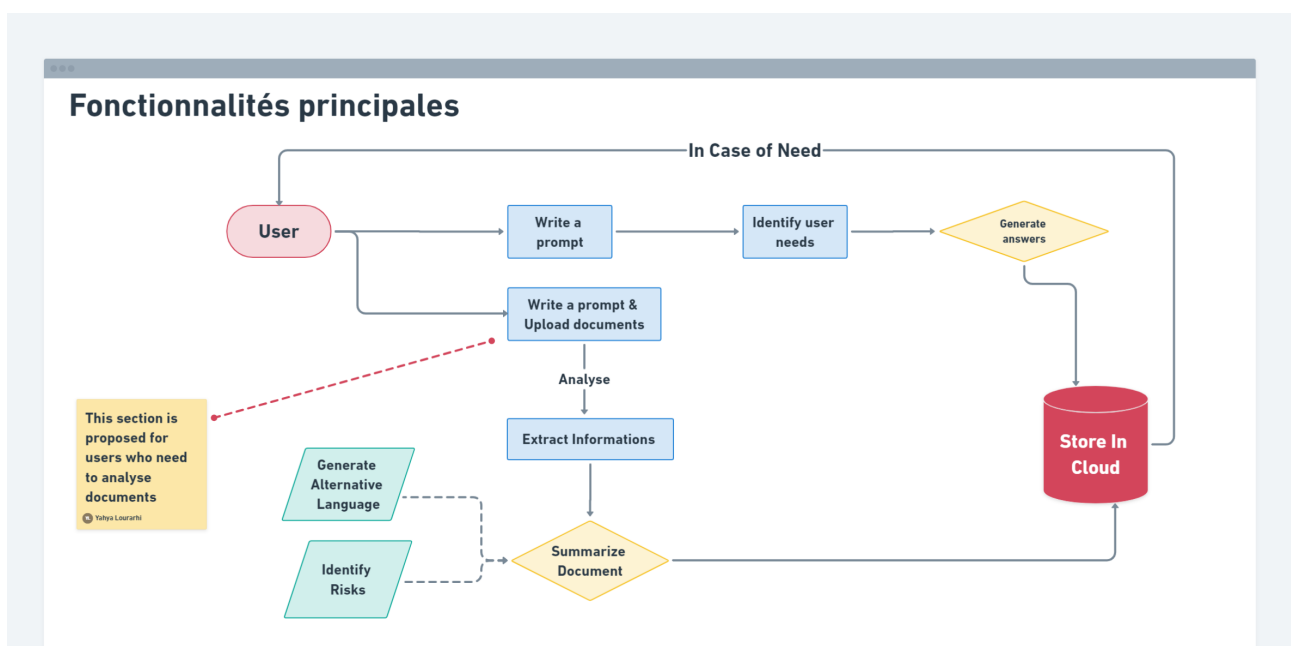 Fonctionnalités principales
In Case of Need
User
Write a
prompt
Identify user
needs
Generate
answers
Write a prompt &
Upload documents
Analyse
This section is
proposed for
users who need
to analyse
documents
Yahya Lourarhi
Extract Informations
Store In
Cloud
Generate
Alternative
Language
Summarize
Document
Identify
Risks